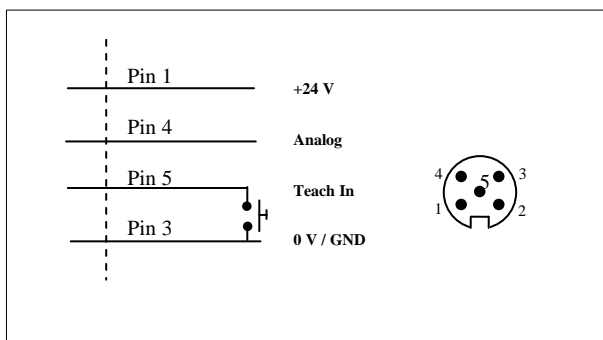 Pin 1
+24 V
Pin 4
Analog
Pin 5
Teach In
Pin 3
0 V / GND
4 5 3
1 2